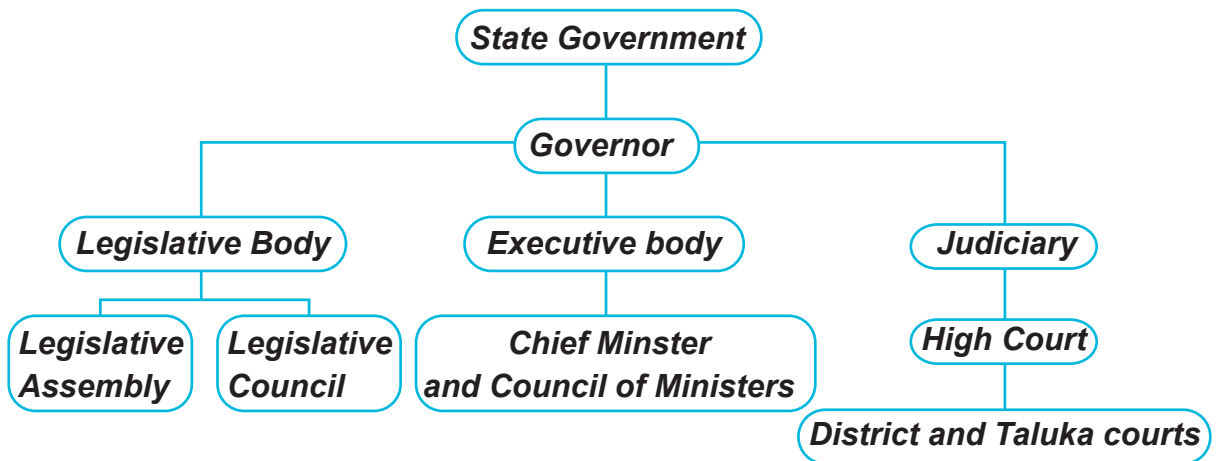 State Government
Governor
Legislative Body
Executive body
Judiciary
Legislative
Assembly
Legislative
Council
Chief Minster
and Council of Ministers
High Court
District and Taluka courts